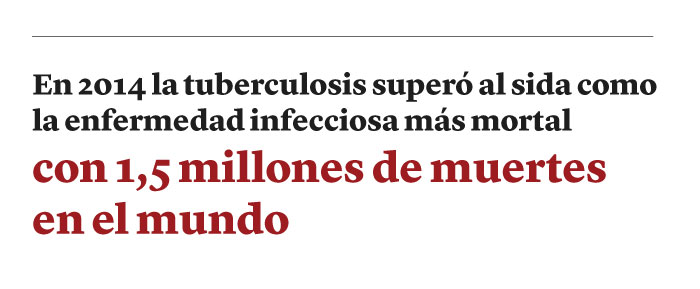 En 2014 la tuberculosis superó al sida como
la enfermedad infecciosa más mortal
con 1,5 millones de muertes
en el mundo